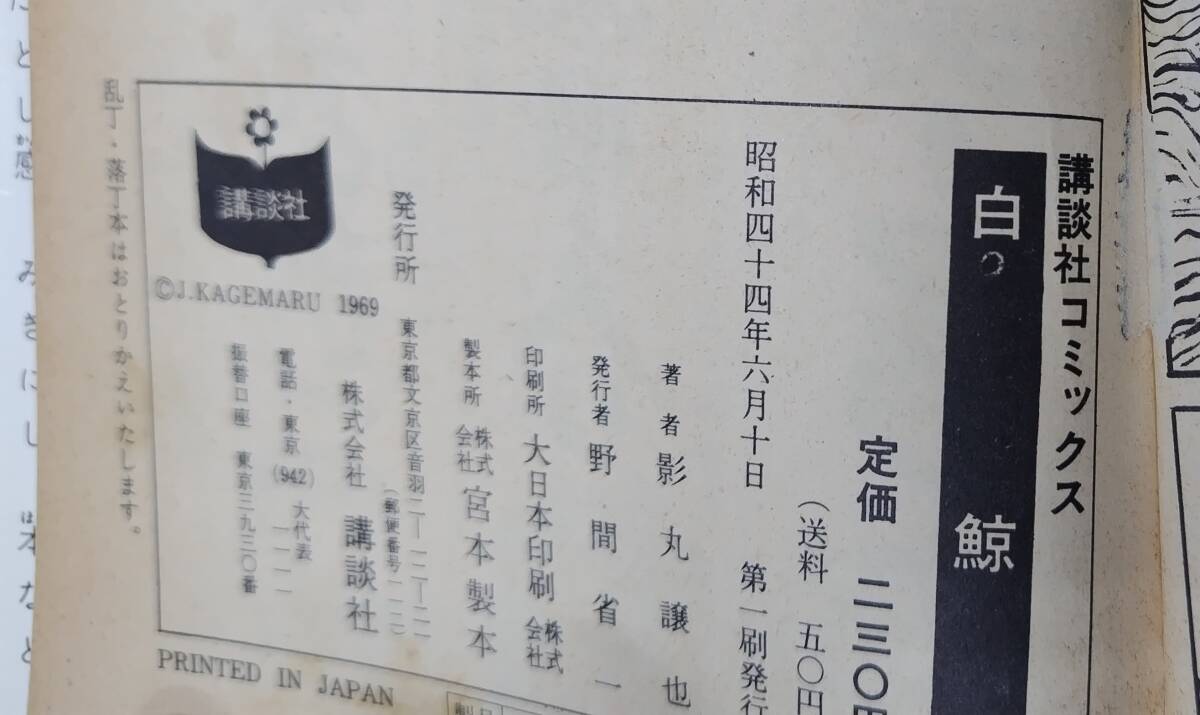 講談社コミックス
白鯨
定価 二三〇円
(送料 五〇円
昭和四十四年六月十日 第一刷発行
著者 影丸譲也
発行者 野間省一
印刷所 大日本印刷株式会社
製本所 株式会社宮本製本
発行所
東京都文京区音羽二―一二―二一
(郵便番号一一二)
株式会社 講談社
電話・東京(942)一一一一 大代表
振替口座 東京三九三〇番
講談社
©J.KAGEMARU 1969
乱丁・落丁本はおとりかえいたします。
PRINTED IN JAPAN